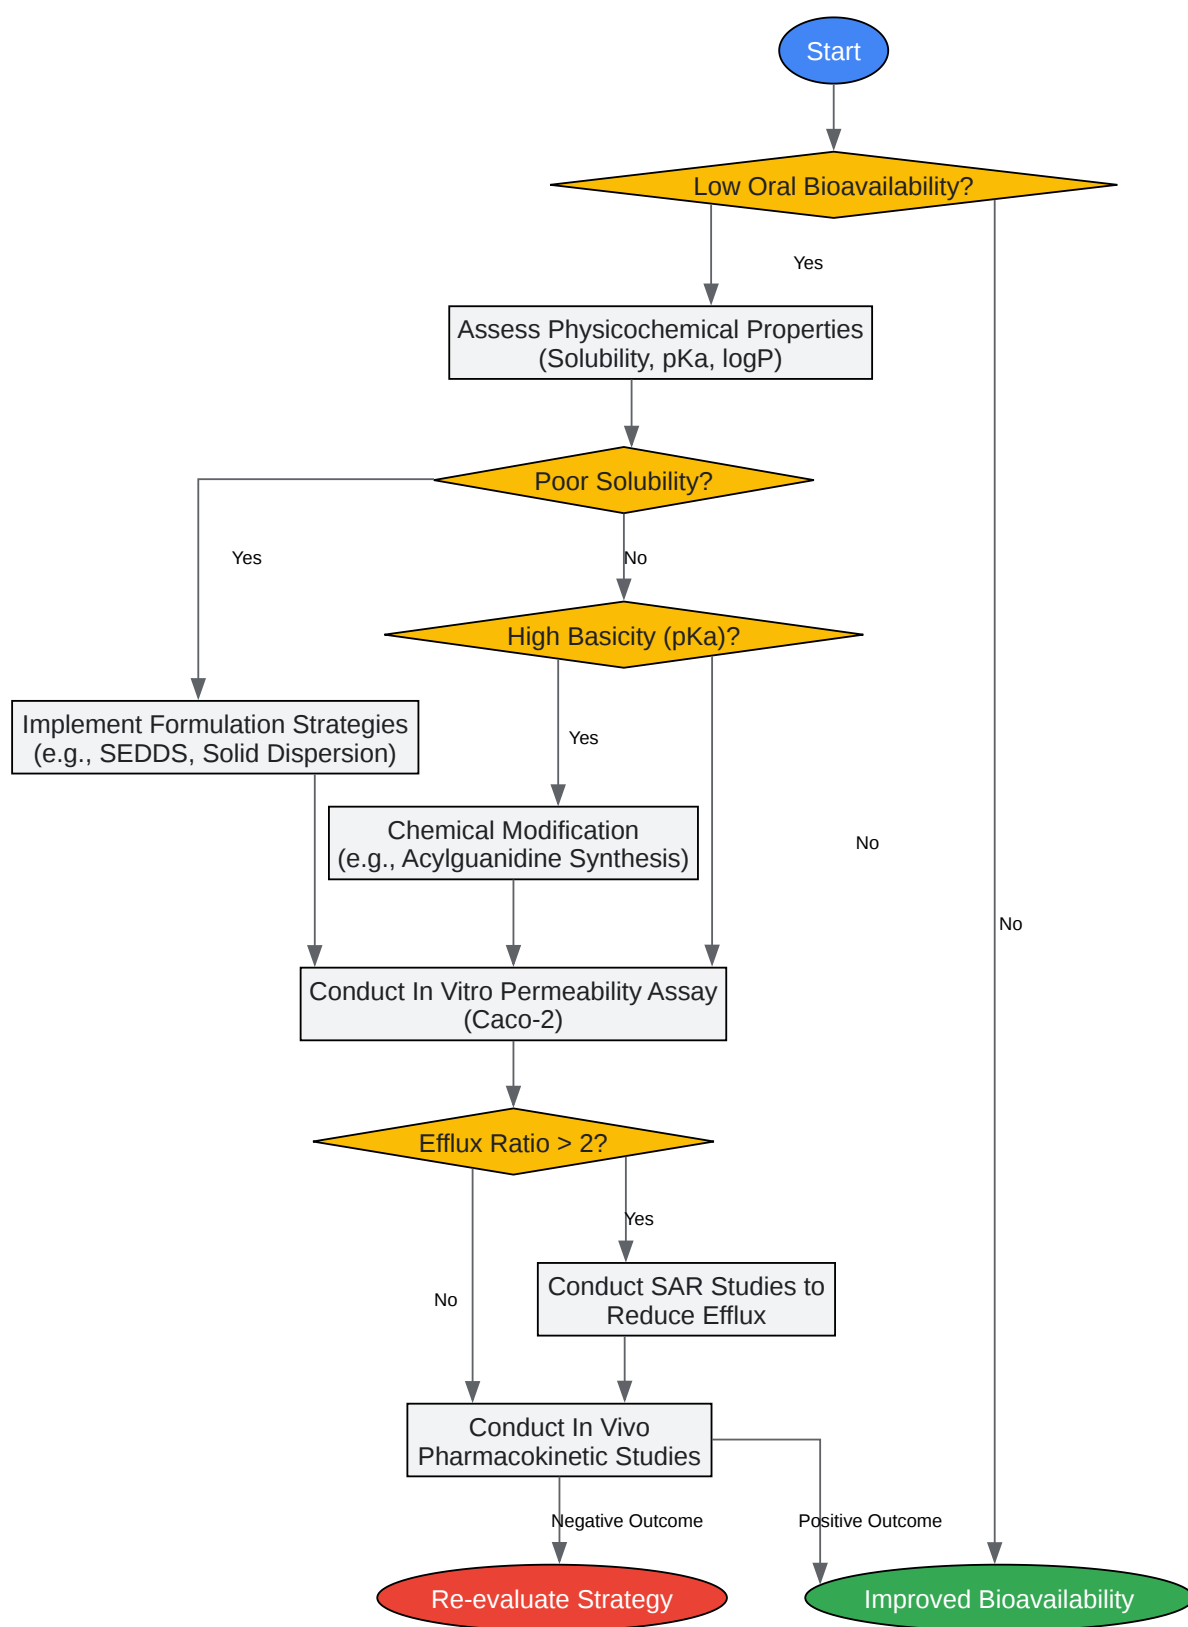 Start
Low Oral Bioavailability?
Yes
Assess Physicochemical Properties
(Solubility, pKa, logP)
Poor Solubility?
Yes
No
High Basicity (pKa)?
Implement Formulation Strategies
(e.g., SEDDS, Solid Dispersion)
Yes
Chemical Modification
(e.g., Acylguanidine Synthesis)
No
No
Conduct In Vitro Permeability Assay
(Caco-2)
Efflux Ratio > 2?
Yes
Conduct SAR Studies to
Reduce Efflux
No
Conduct In Vivo
Pharmacokinetic Studies
Negative Outcome
Positive Outcome
Re-evaluate Strategy
Improved Bioavailability